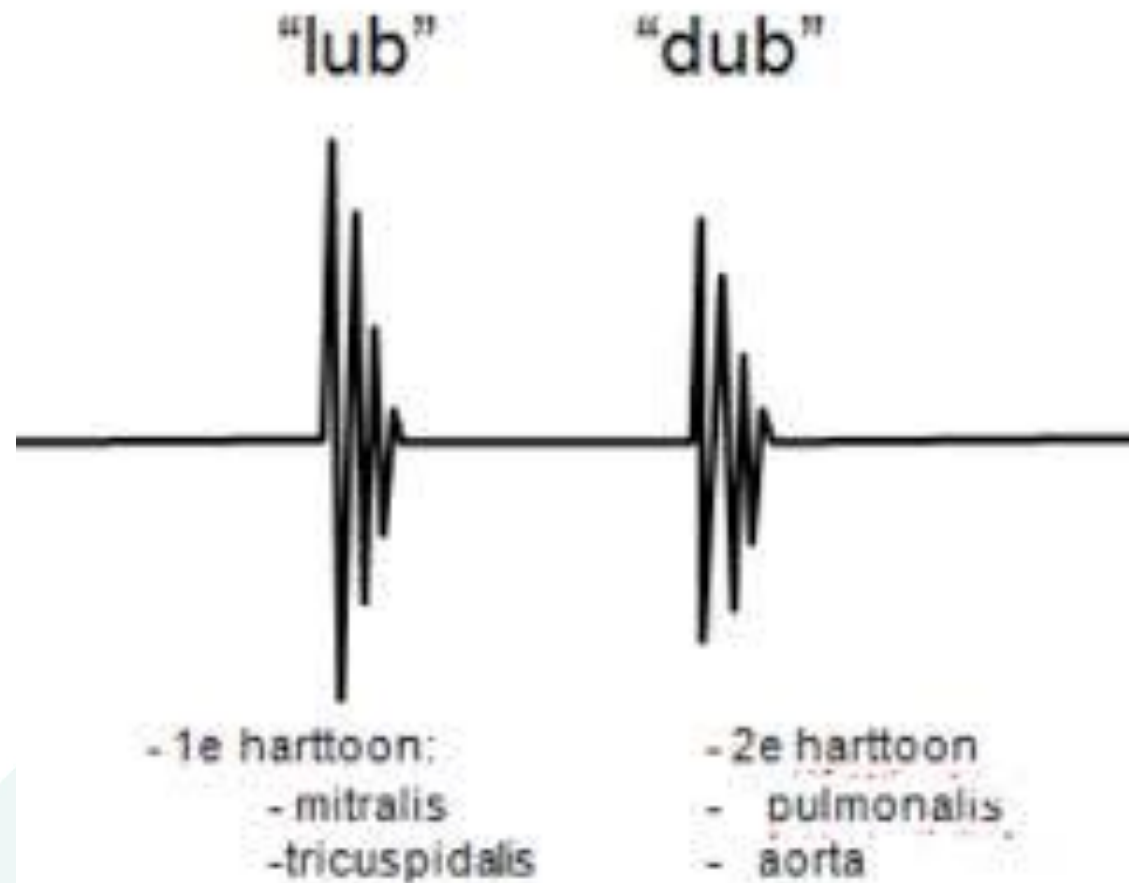 “lub” “dub”
- 1e harttoon: - 2e harttoon
- mitralis - pulmonalis
-tricuspidalis - aorta